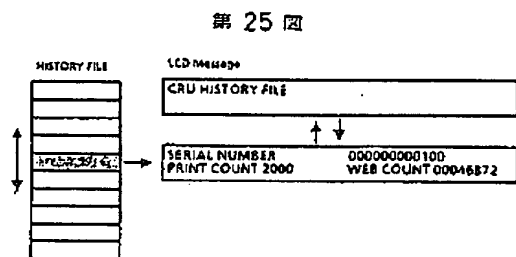 第 25 図
HISTORY FILE
LCD Message
CRU HISTORY FILE
SERIAL NUMBER 000000000100
PRINT COUNT 2000 WEB COUNT 00046872